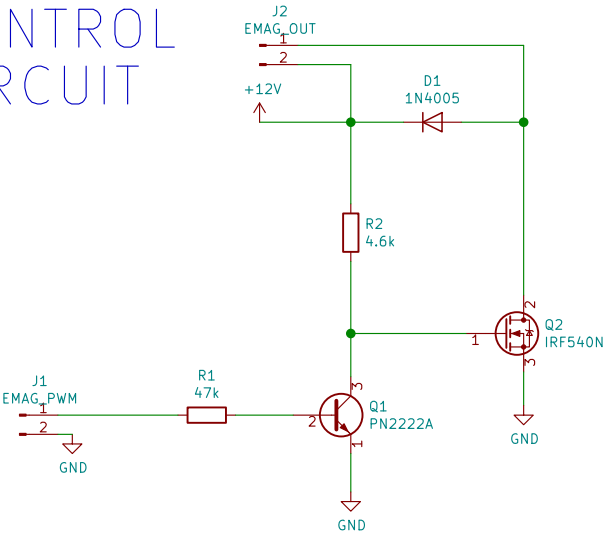 NTROL
RCUIT
J2
EMAG_OUT
1
2
+12V
D1
1N4005
R2
4.6k
2
Q2
IRF540N
1
3
GND
J1
EMAG_PWM
1
2
GND
R1
47k
3
Q1
PN2222A
2
1
GND